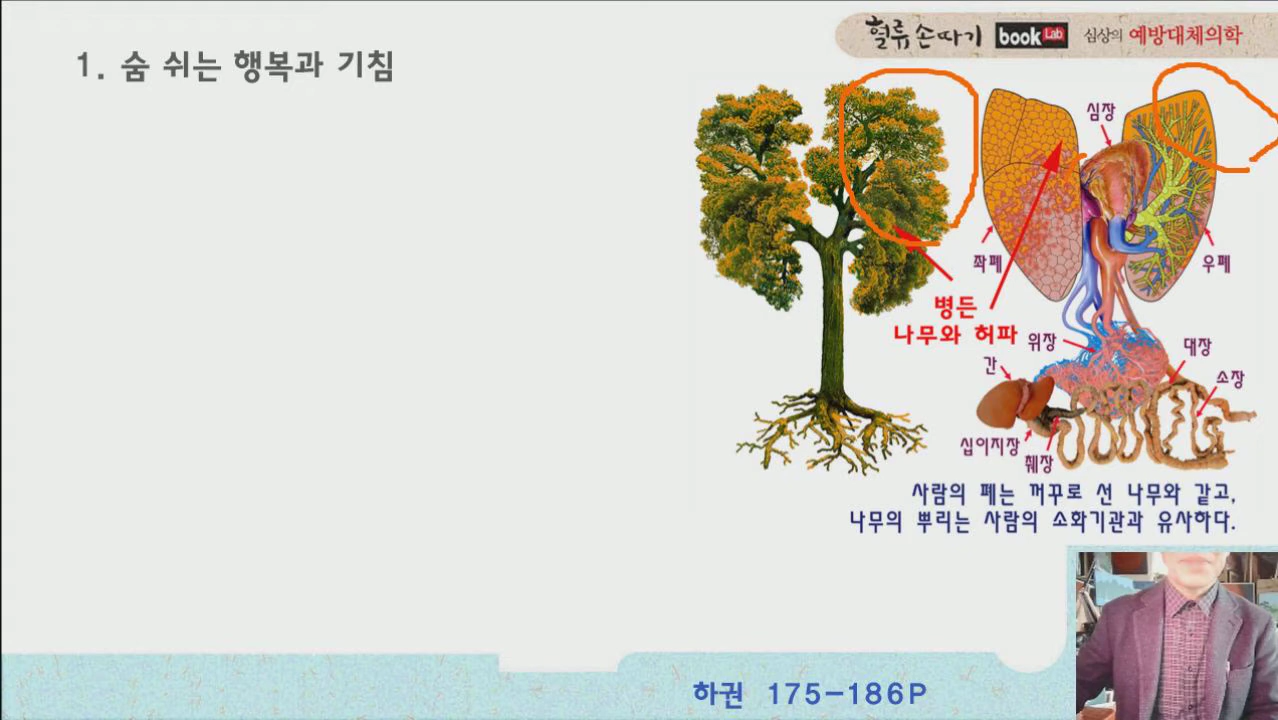 혈류 손따기 book Lab 심상의 예방대체의학
1. 숨 쉬는 행복과 기침
심장
좌폐
우폐
병든
나무와 허파
위장
대장
간
소장
십이지장
췌장
사람의 폐는 꺼꾸로 선 나무와 같고,
나무의 뿌리는 사람의 소화기관과 유사하다.
하권 175-186P